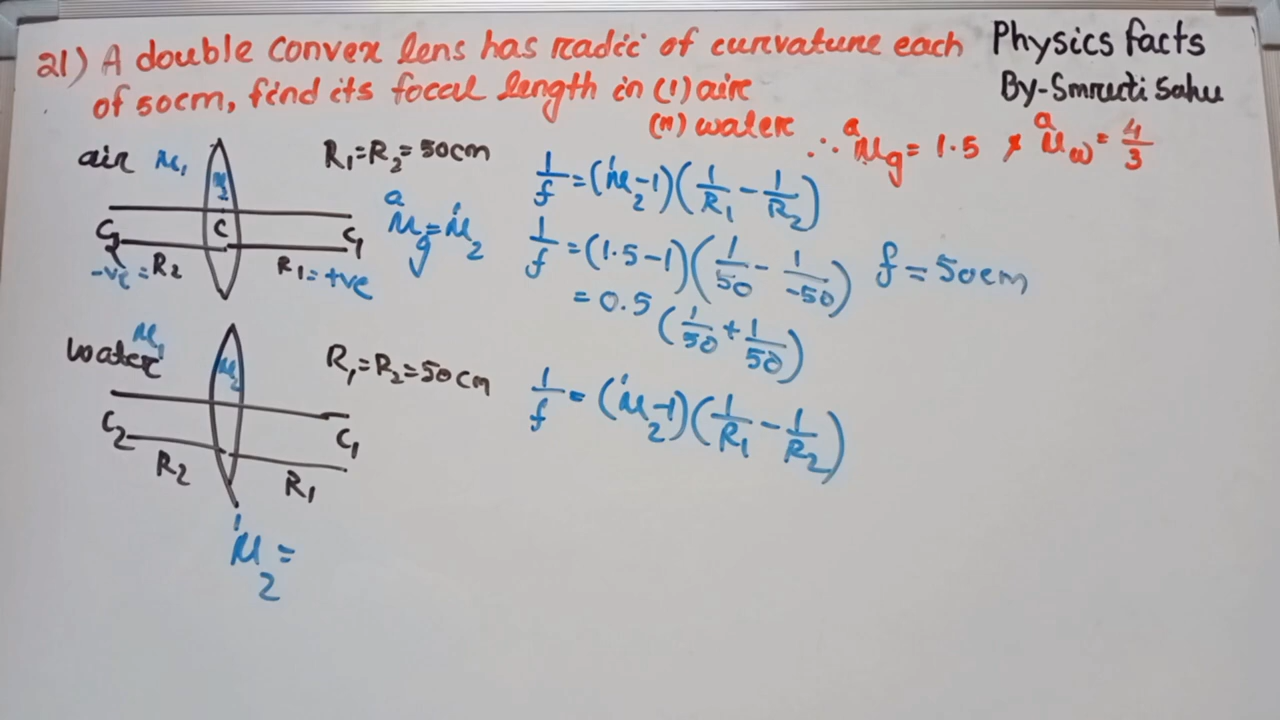 21) A double convex lens has radii of curvature each
of 50cm, find its focal length in (i) air
(ii) water ∴ ᵃμg = 1.5 & ᵃμw = 4/3
Physics facts
By-Smruti Sahu
air μ₁ R₁=R₂=50cm
μ₂
C₂ C C₁
-ve=R₂ R₁=+ve
ᵃμg=¹μ₂
1/f=(¹μ₂-1)(1/R₁-1/R₂)
1/f=(1.5-1)(1/50-1/-50) f=50cm
=0.5(1/50+1/50)
water μ₁ R₁=R₂=50cm
μ₂
C₂ C₁
R₂ R₁
¹μ₂=
1/f=(¹μ₂-1)(1/R₁-1/R₂)